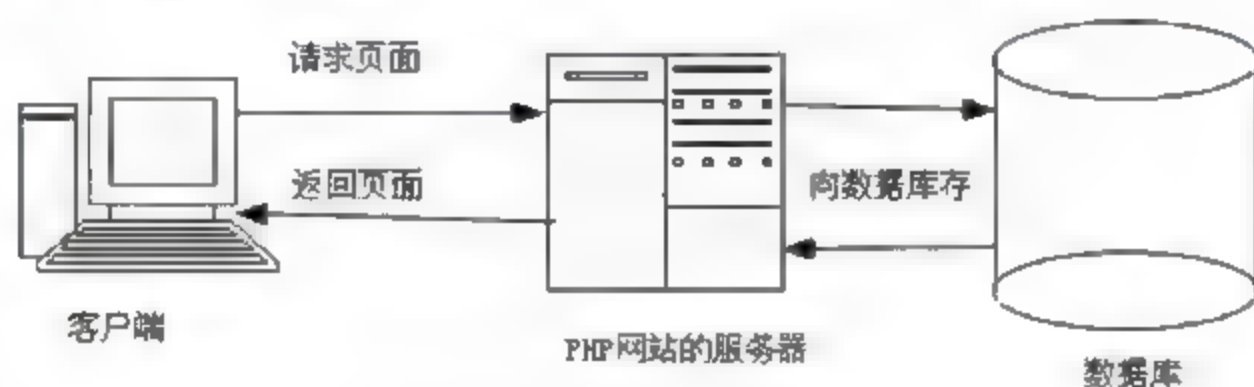 请求页面
返回页面
向数据库存
客户端
PHP网站的服务器
数据库